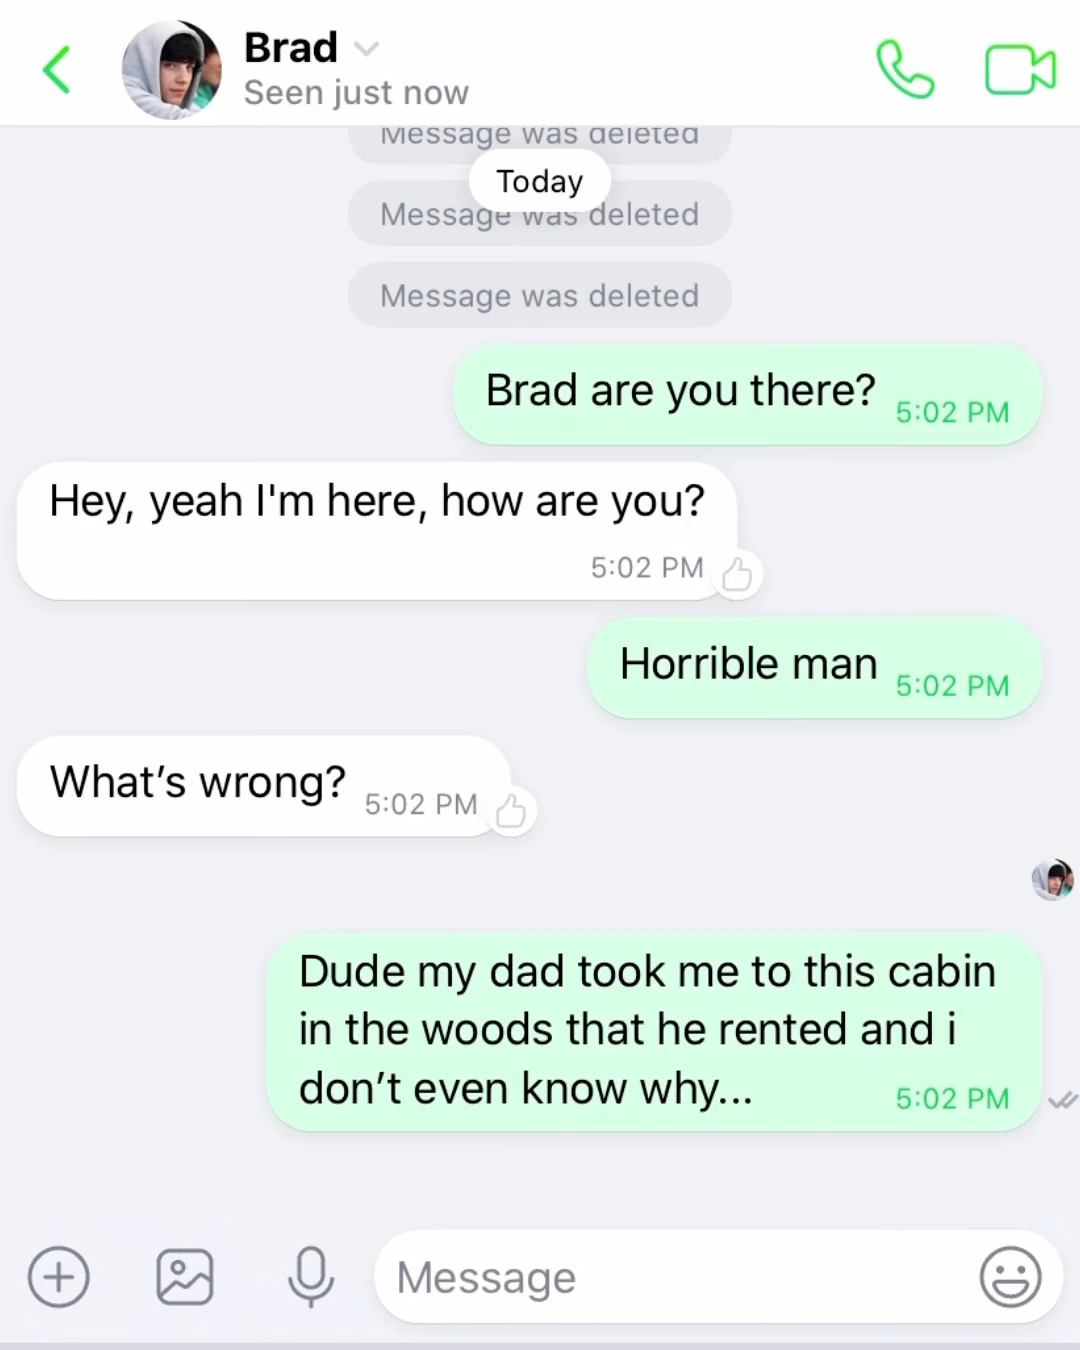 Brad
Seen just now
Message was deleted
Today
Message was deleted
Message was deleted
Brad are you there?
5:02 PM
Hey, yeah I'm here, how are you?
5:02 PM
Horrible man
5:02 PM
What’s wrong?
5:02 PM
Dude my dad took me to this cabin
in the woods that he rented and i
don’t even know why...
5:02 PM
Message